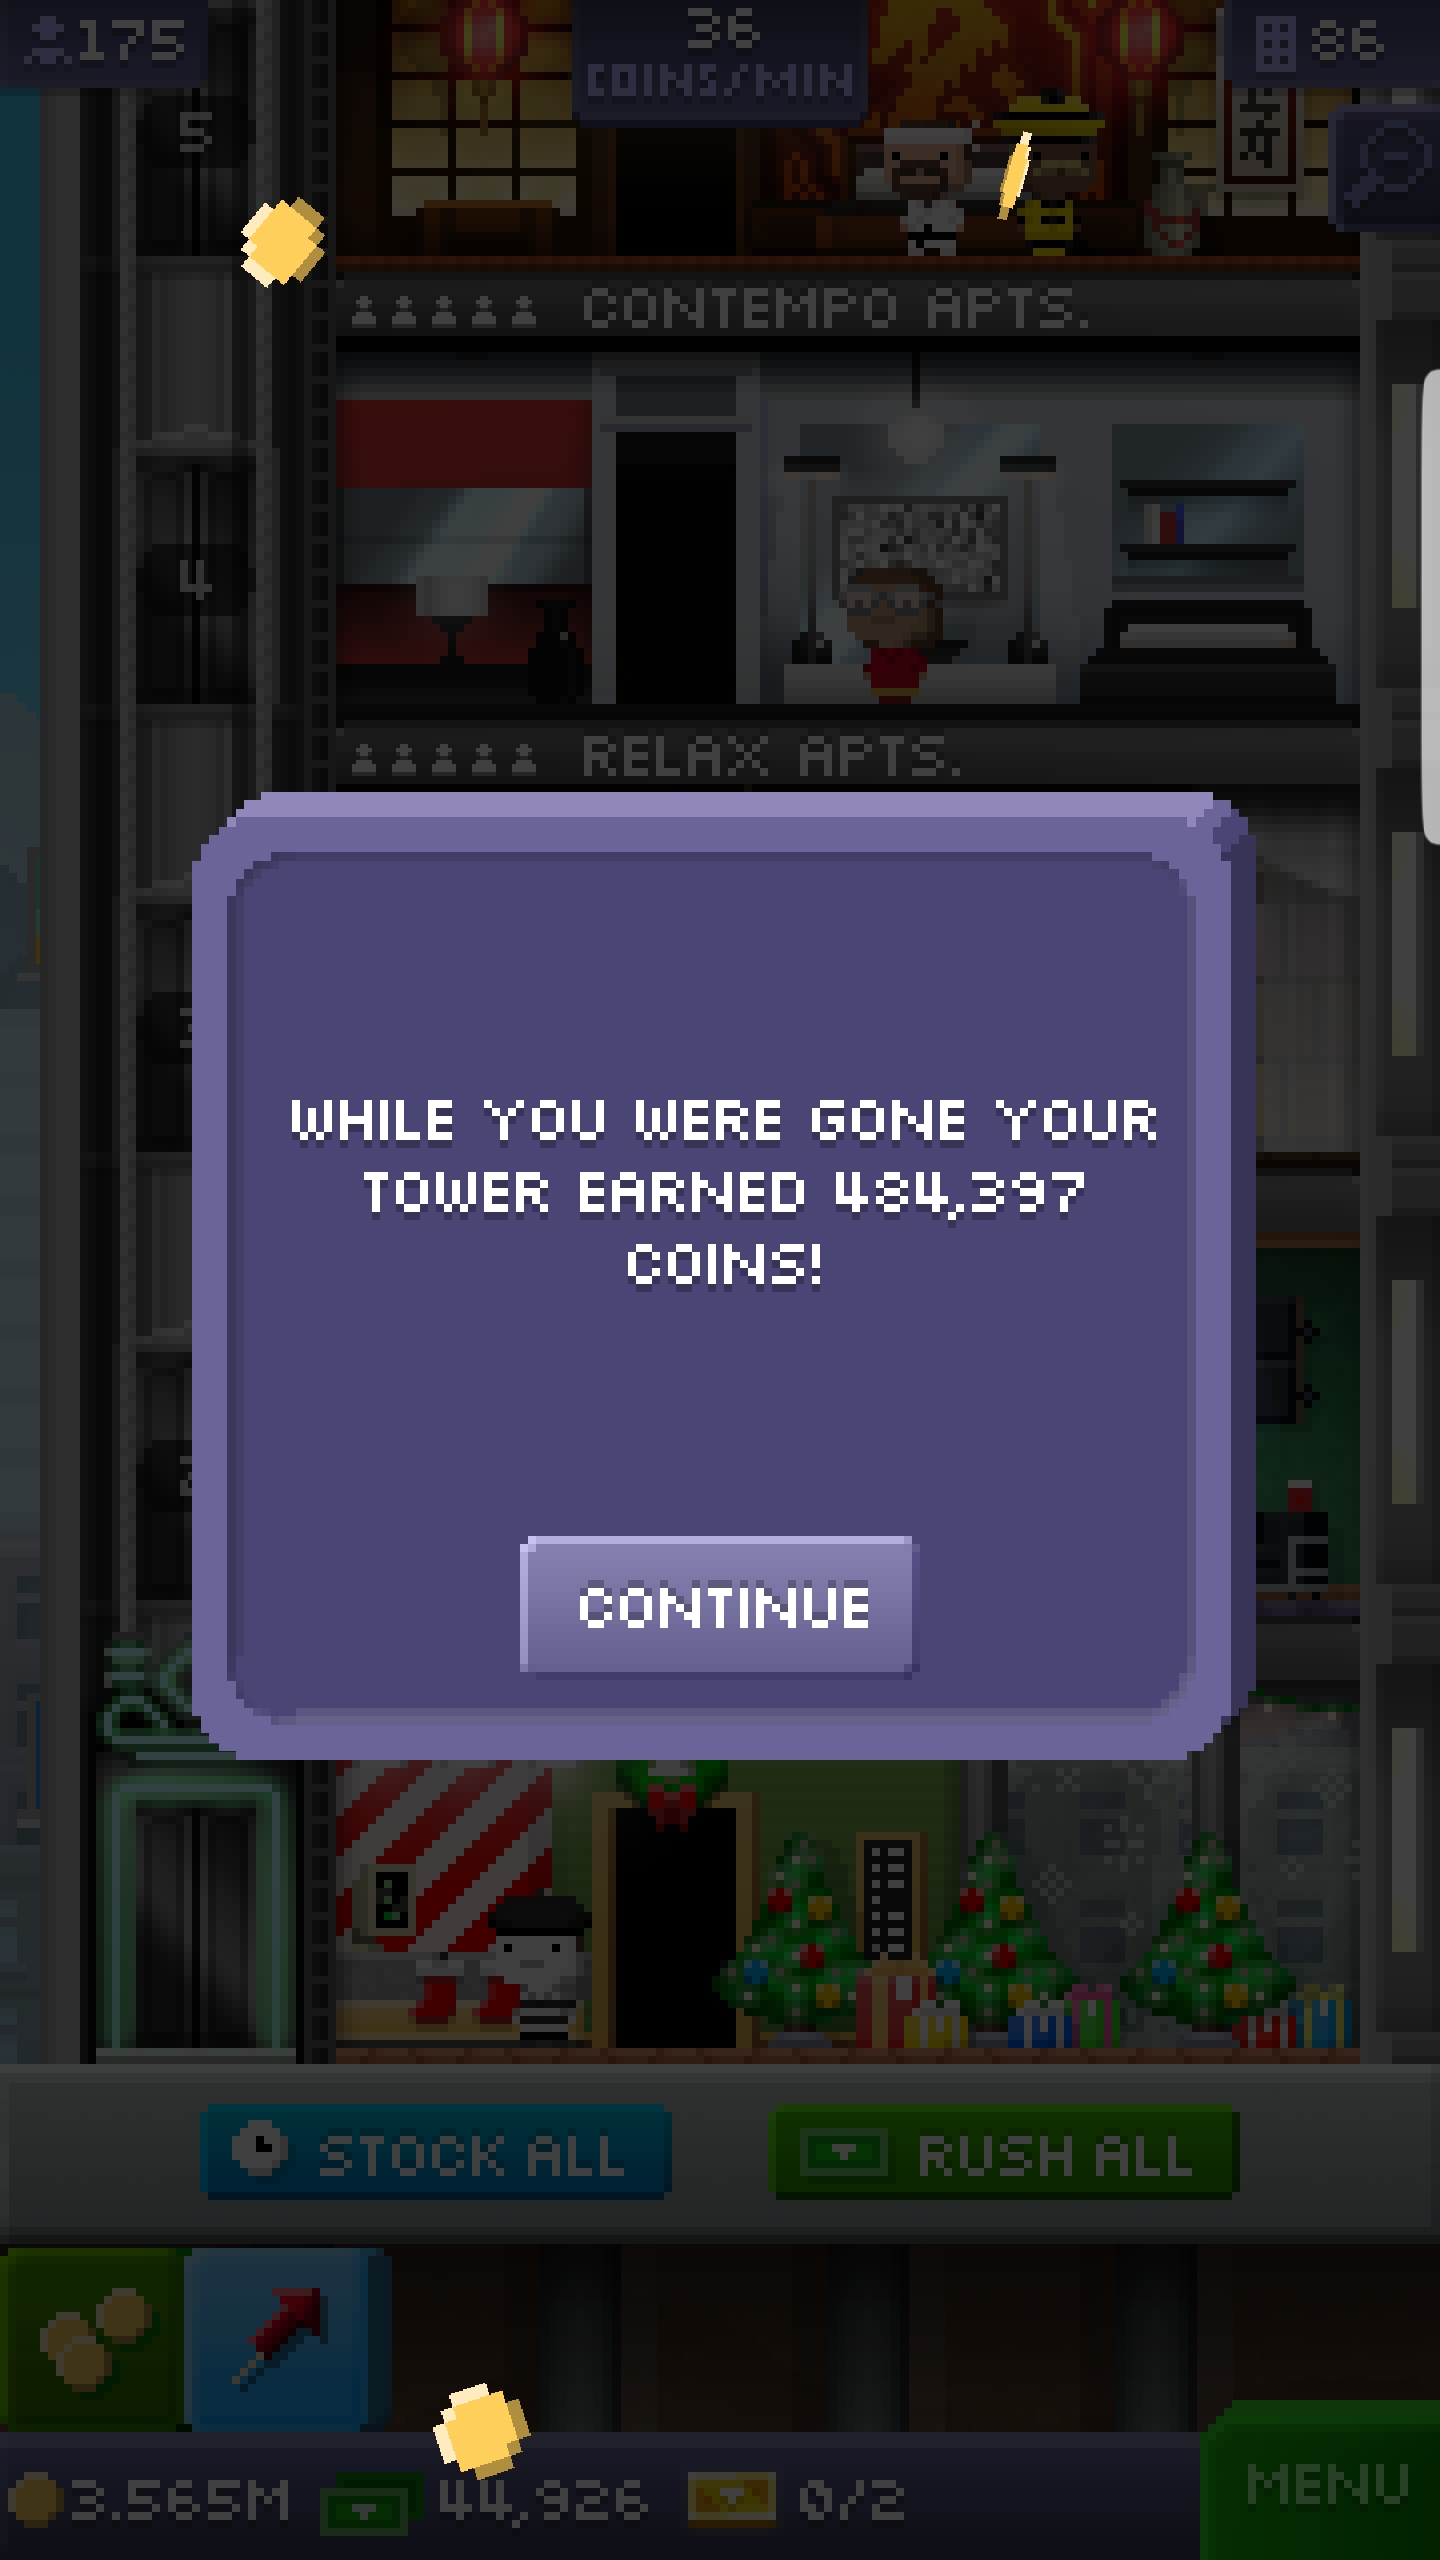 175
36
COINS/MIN
86
5
CONTEMPO APTS.
4
RELAX APTS.
WHILE YOU WERE GONE YOUR
TOWER EARNED 484,397
COINS!
CONTINUE
STOCK ALL
RUSH ALL
3.565M
44,926
0/2
MENU